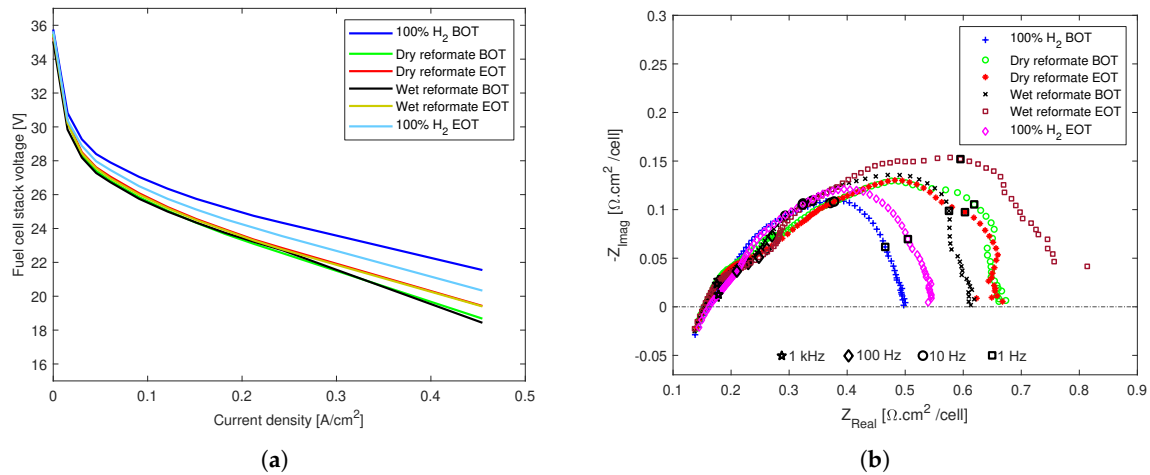 36
34
32
30
28
26
24
22
20
18
16
Fuel cell stack voltage [V]
0
0.1
0.2
0.3
0.4
0.5
Current density [A/cm²]
100% H₂ BOT
Dry reformate BOT
Dry reformate EOT
Wet reformate BOT
Wet reformate EOT
100% H₂ EOT
(a)
0.3
0.25
0.2
0.15
0.1
0.05
0
-0.05
-Z_Imag [Ω.cm² /cell]
0.1
0.2
0.3
0.4
0.5
0.6
0.7
0.8
0.9
Z_Real [Ω.cm² /cell]
100% H₂ BOT
Dry reformate BOT
Dry reformate EOT
Wet reformate BOT
Wet reformate EOT
100% H₂ EOT
1 kHz
100 Hz
10 Hz
1 Hz
(b)